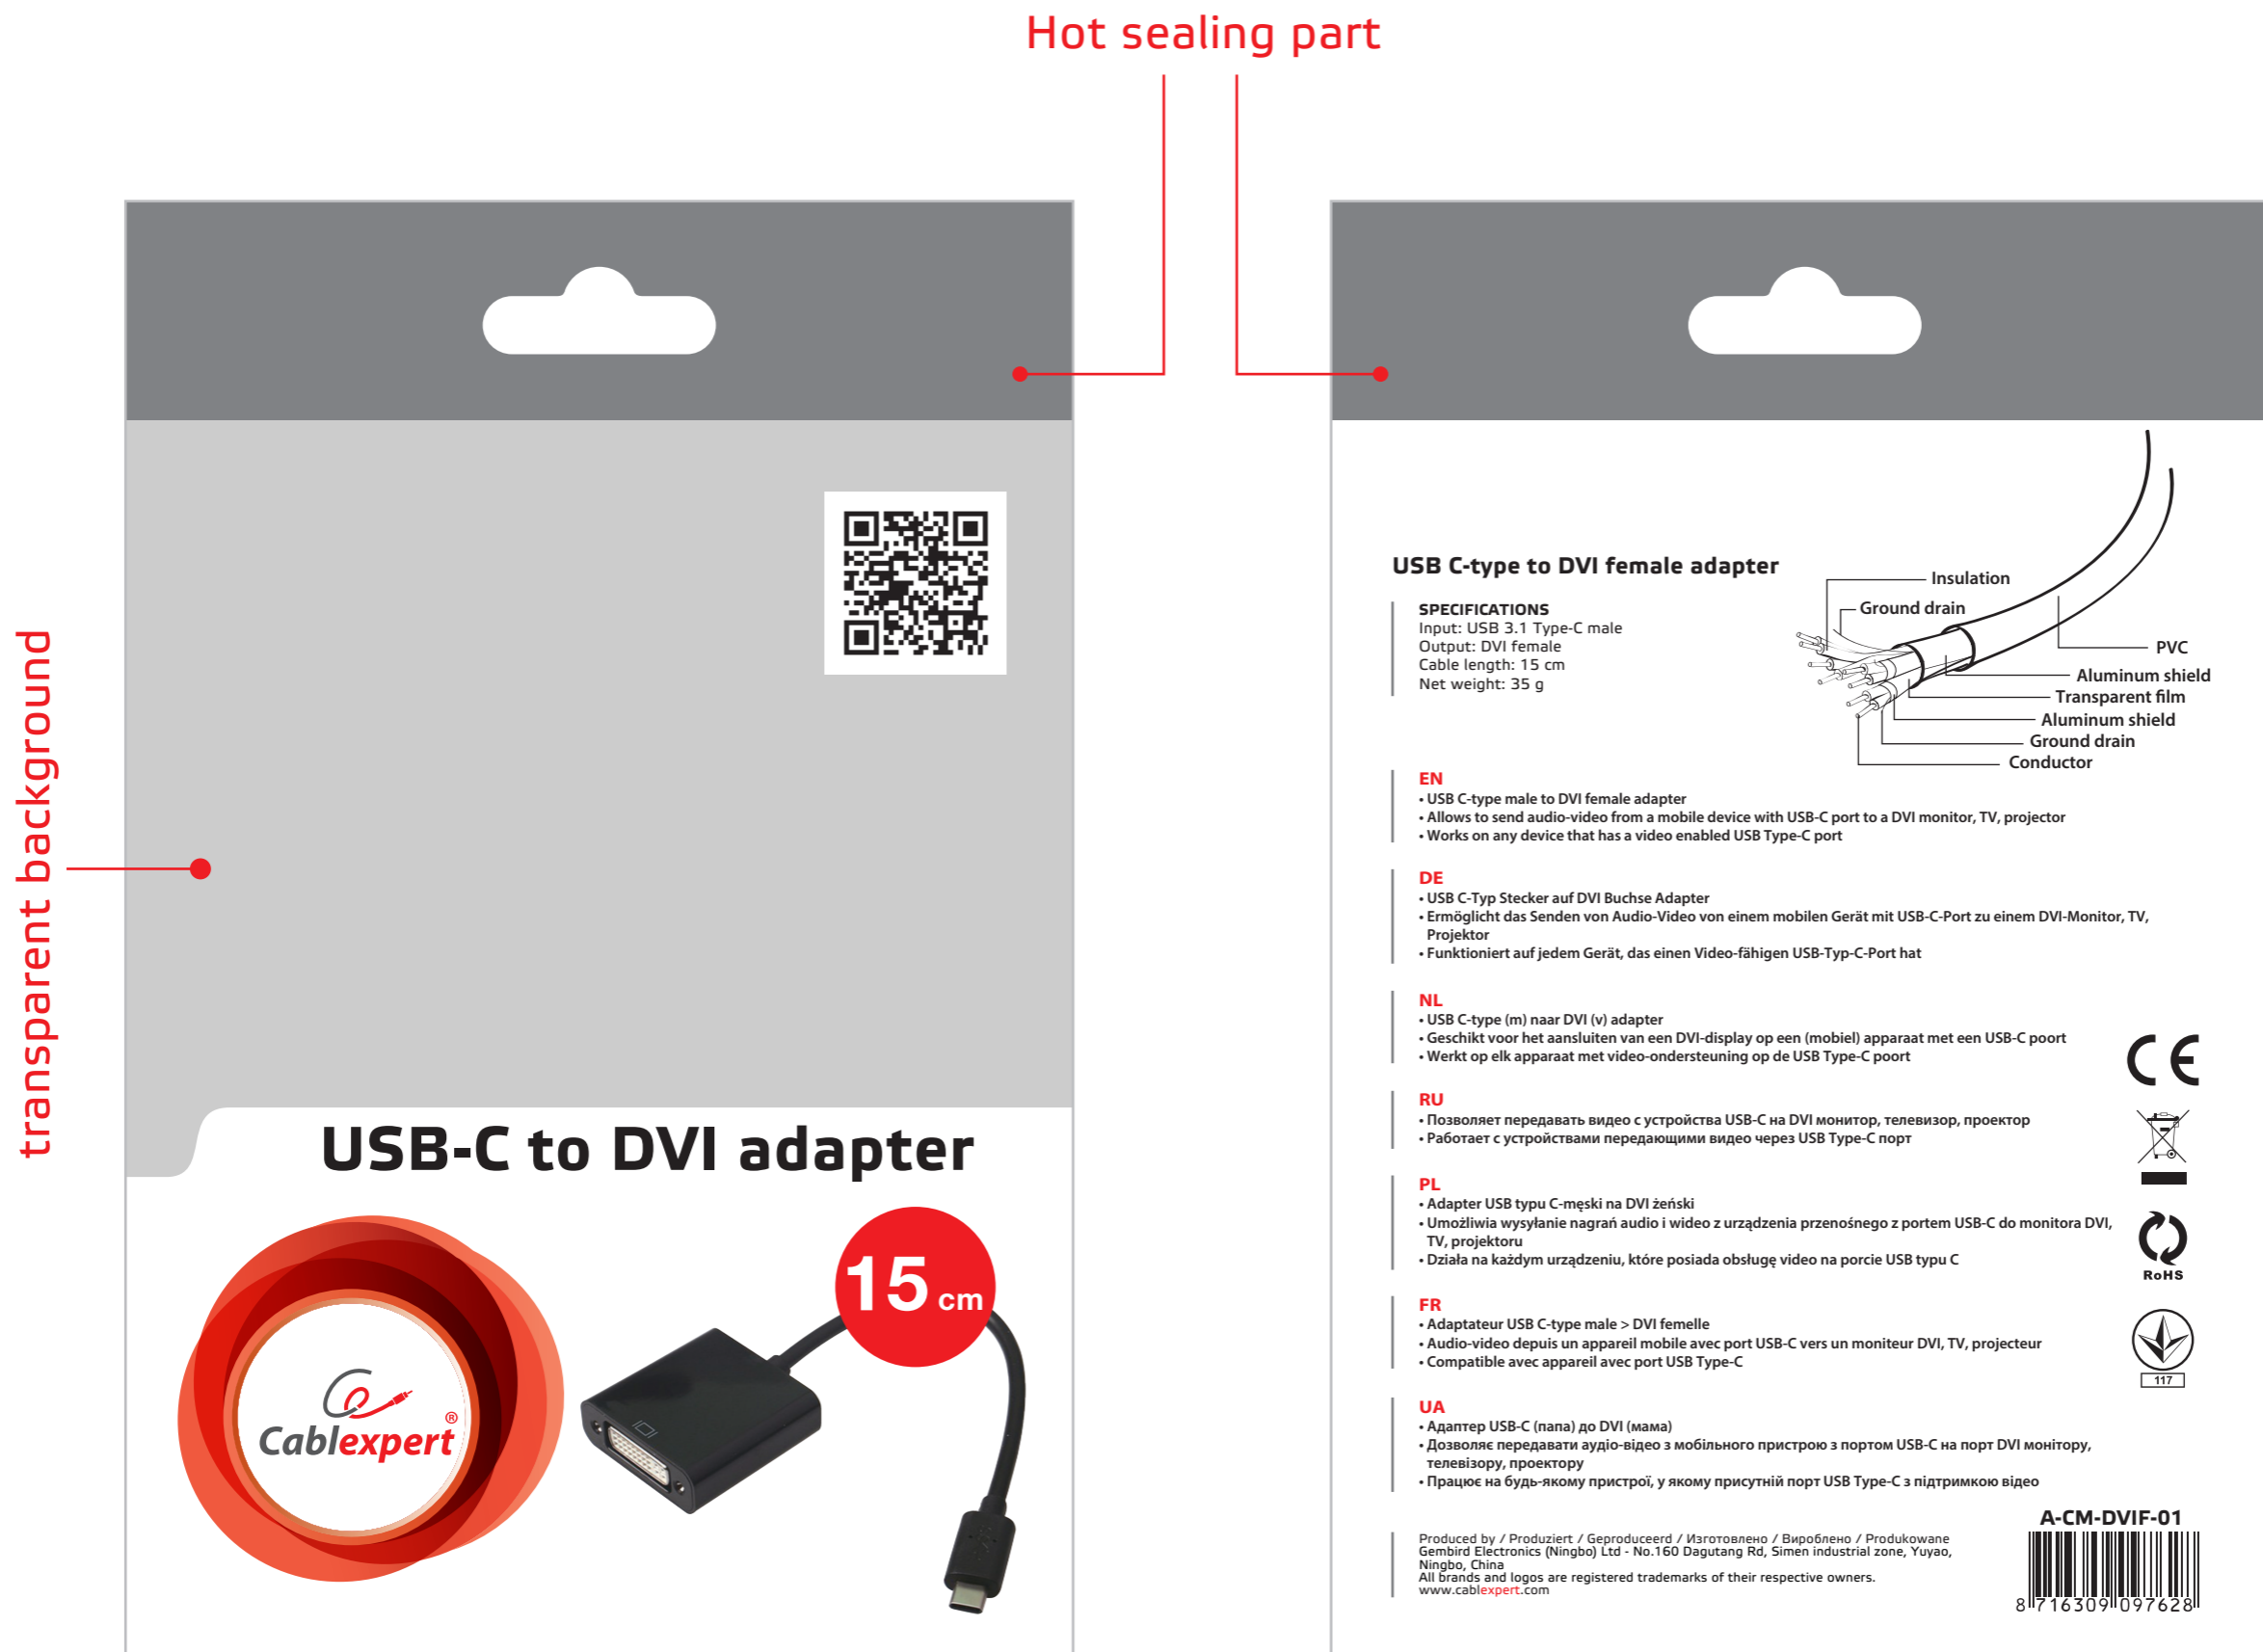 Hot sealing part
transparent background
USB-C to DVI adapter
15 cm
Cablexpert®
USB C-type to DVI female adapter
SPECIFICATIONS
Input: USB 3.1 Type-C male
Output: DVI female
Cable length: 15 cm
Net weight: 35 g
Insulation
Ground drain
PVC
Aluminum shield
Transparent film
Aluminum shield
Ground drain
Conductor
EN
• USB C-type male to DVI female adapter
• Allows to send audio-video from a mobile device with USB-C port to a DVI monitor, TV, projector
• Works on any device that has a video enabled USB Type-C port
DE
• USB C-Typ Stecker auf DVI Buchse Adapter
• Ermöglicht das Senden von Audio-Video von einem mobilen Gerät mit USB-C-Port zu einem DVI-Monitor, TV,
Projektor
• Funktioniert auf jedem Gerät, das einen Video-fähigen USB-Typ-C-Port hat
NL
• USB C-type (m) naar DVI (v) adapter
• Geschikt voor het aansluiten van een DVI-display op een (mobiel) apparaat met een USB-C poort
• Werkt op elk apparaat met video-ondersteuning op de USB Type-C poort
RU
• Позволяет передавать видео с устройства USB-C на DVI монитор, телевизор, проектор
• Работает с устройствами передающими видео через USB Type-C порт
PL
• Adapter USB typu C-męski na DVI żeński
• Umożliwia wysyłanie nagrań audio i wideo z urządzenia przenośnego z portem USB-C do monitora DVI,
TV, projektoru
• Działa na każdym urządzeniu, które posiada obsługę video na porcie USB typu C
FR
• Adaptateur USB C-type male > DVI femelle
• Audio-video depuis un appareil mobile avec port USB-C vers un moniteur DVI, TV, projecteur
• Compatible avec appareil avec port USB Type-C
UA
• Адаптер USB-C (папа) до DVI (мама)
• Дозволяє передавати аудіо-відео з мобільного пристрою з портом USB-C на порт DVI монітору,
телевізору, проектору
• Працює на будь-якому пристрої, у якому присутній порт USB Type-C з підтримкою відео
CE
RoHS
117
Produced by / Produziert / Geproduceerd / Изготовлено / Вироблено / Produkowane
Gembird Electronics (Ningbo) Ltd - No.160 Dagutang Rd, Simen industrial zone, Yuyao,
Ningbo, China
All brands and logos are registered trademarks of their respective owners.
www.cablexpert.com
A-CM-DVIF-01
8 716309 097628